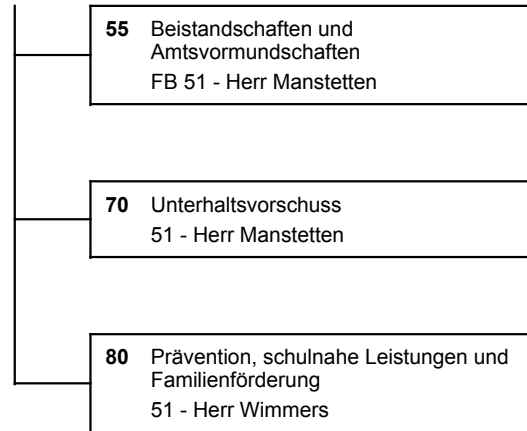 55 Beistandschaften und
Amtsvormundschaften
FB 51 - Herr Manstetten
70 Unterhaltsvorschuss
51 - Herr Manstetten
80 Prävention, schulnahe Leistungen und
Familienförderung
51 - Herr Wimmers